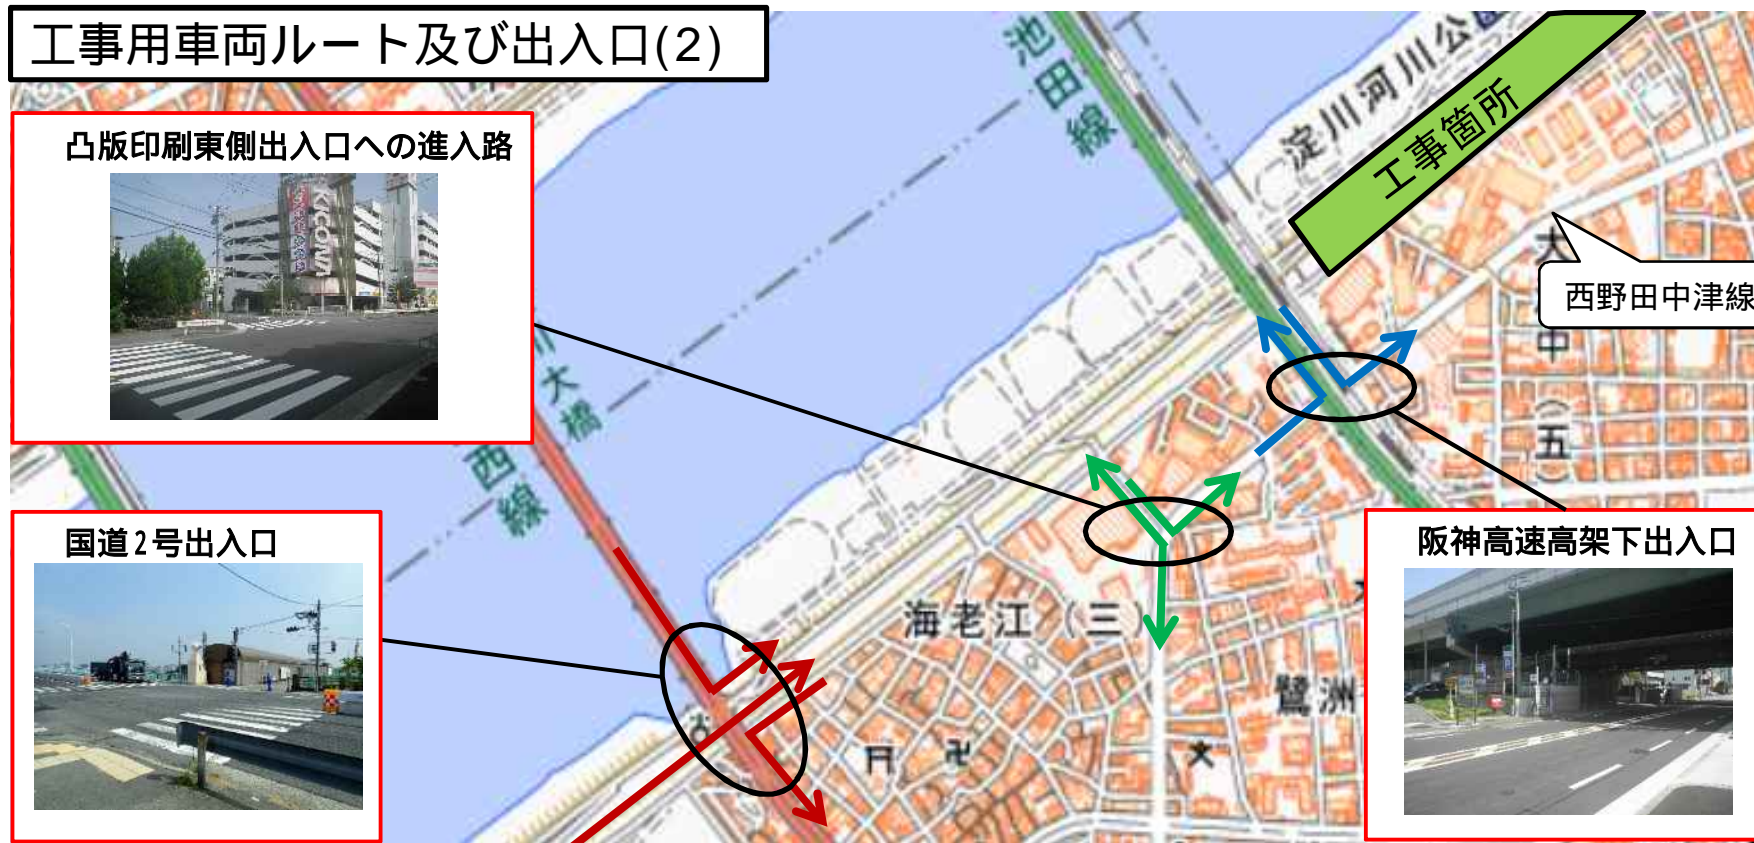 工事用車両ルート及び出入口(2)
凸版印刷東側出入口への進入路
KICONA
国道2号出入口
阪神高速高架下出入口
工事箇所
西野田中津線
池田線
淀川河川公園
川大橋
西線
海老江(三)
鷺洲
大
中(五)